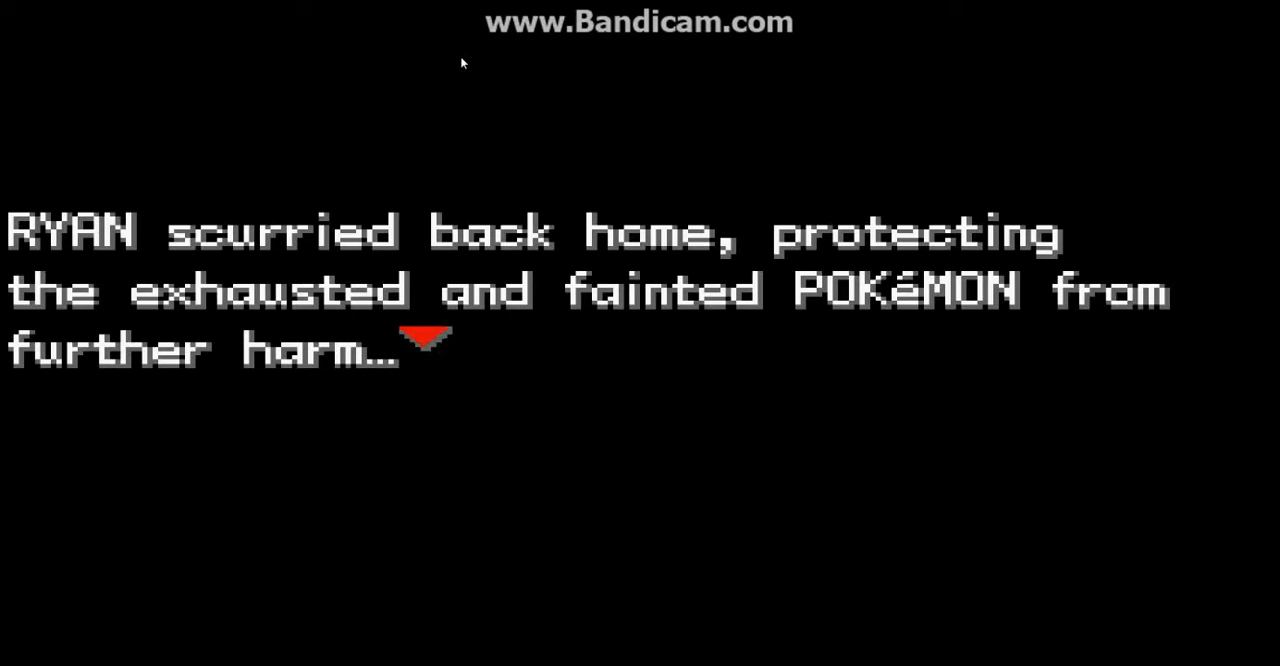 www.Bandicam.com
RYAN scurried back home, protecting
the exhausted and fainted POKéMON from
further harm…